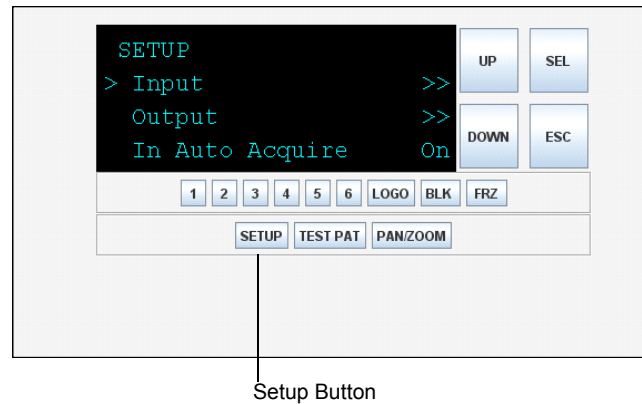 SETUP
> Input >>
Output >>
In Auto Acquire On
UP SEL
DOWN ESC
1 2 3 4 5 6 LOGO BLK FRZ
SETUP TEST PAT PAN/ZOOM
Setup Button